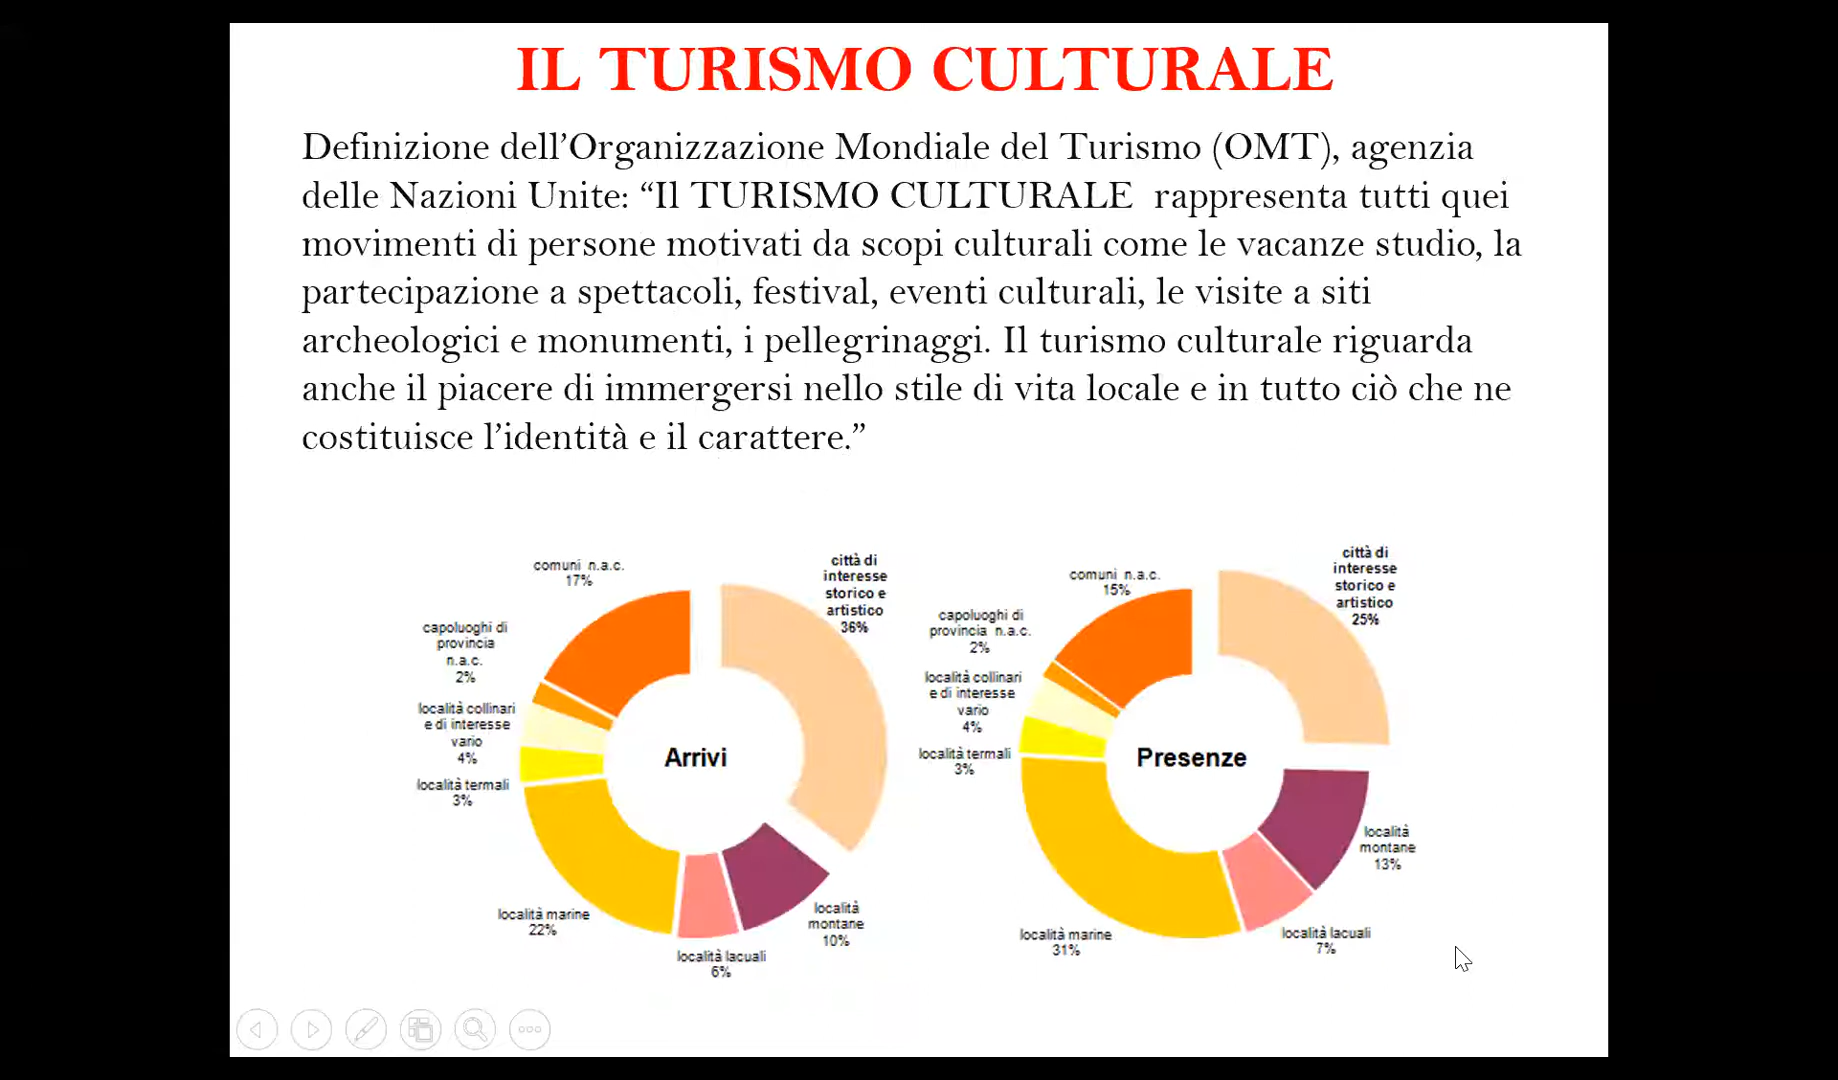 IL TURISMO CULTURALE
Definizione dell’Organizzazione Mondiale del Turismo (OMT), agenzia
delle Nazioni Unite: “Il TURISMO CULTURALE rappresenta tutti quei
movimenti di persone motivati da scopi culturali come le vacanze studio, la
partecipazione a spettacoli, festival, eventi culturali, le visite a siti
archeologici e monumenti, i pellegrinaggi. Il turismo culturale riguarda
anche il piacere di immergersi nello stile di vita locale e in tutto ciò che ne
costituisce l’identità e il carattere.”
comuni n.a.c.
17%
città di
interesse
storico e
artistico
36%
capoluoghi di
provincia
n.a.c.
2%
località collinari
e di interesse
vario
4%
località termali
3%
Arrivi
località marine
22%
località lacuali
6%
località
montane
10%
comuni n.a.c.
15%
città di
interesse
storico e
artistico
25%
capoluoghi di
provincia n.a.c.
2%
località collinari
e di interesse
vario
4%
località termali
3%
Presenze
località marine
31%
località lacuali
7%
località
montane
13%